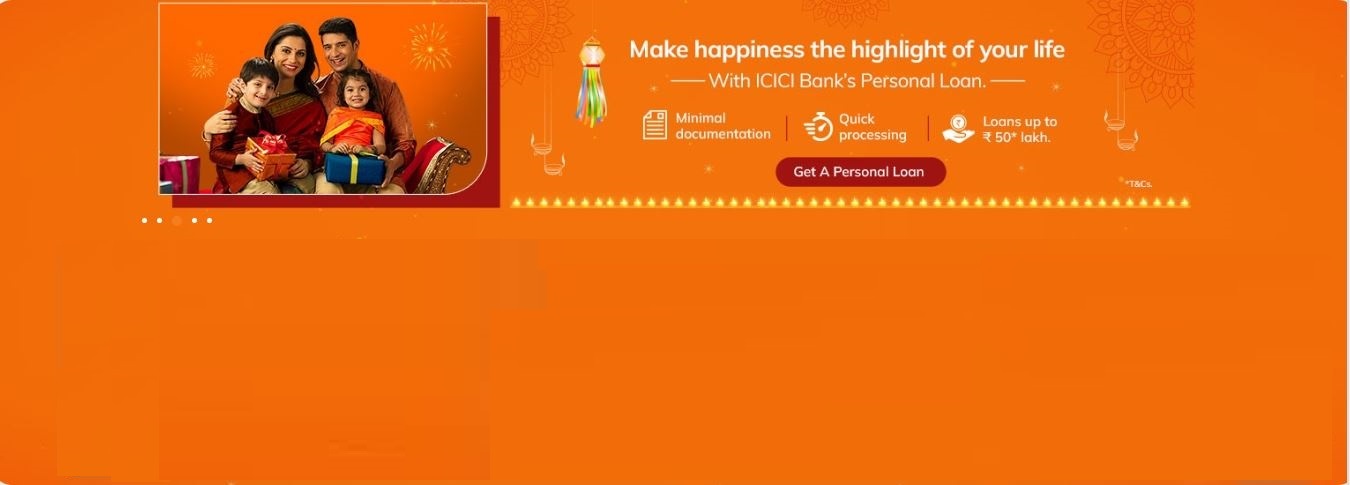 Make happiness the highlight of your life
With ICICI Bank's Personal Loan.
Minimal
documentation
Quick
processing
Loans up to
₹ 50* lakh.
Get A Personal Loan
*T&Cs.